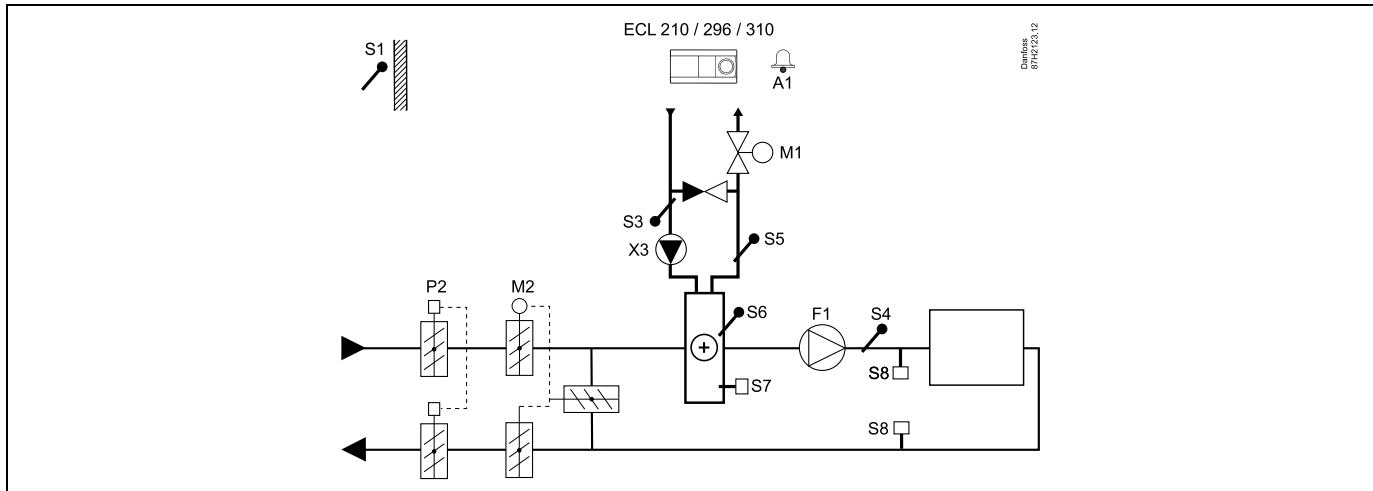 ECL 210 / 296 / 310
Danfoss
87H2123.12
S1
A1
M1
S3
S5
X3
P2
M2
S6
F1
S4
S8
S7
S8